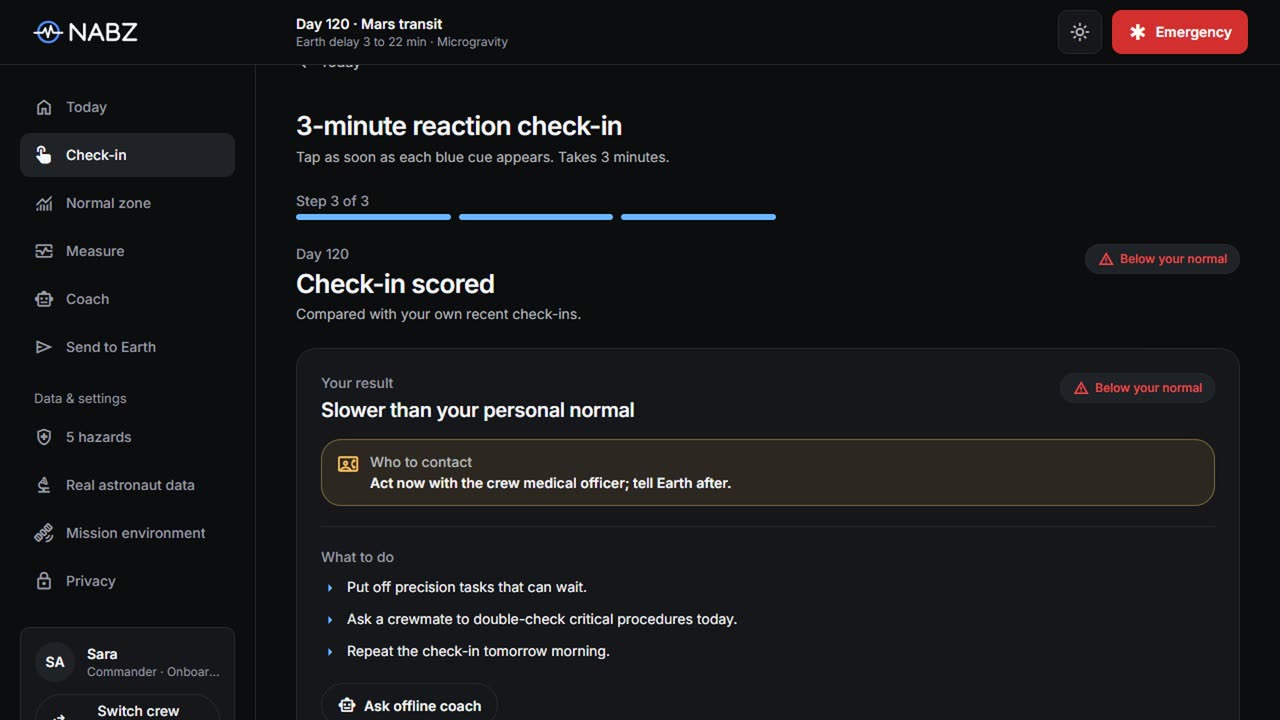 NABZ
Day 120 · Mars transit
Earth delay 3 to 22 min · Microgravity
Emergency
Today
Check-in
Normal zone
Measure
Coach
Send to Earth
Data & settings
5 hazards
Real astronaut data
Mission environment
Privacy
SA
Sara
Commander · Onboar...
Switch crew
Today
3-minute reaction check-in
Tap as soon as each blue cue appears. Takes 3 minutes.
Step 3 of 3
Day 120
Below your normal
Check-in scored
Compared with your own recent check-ins.
Your result
Below your normal
Slower than your personal normal
Who to contact
Act now with the crew medical officer; tell Earth after.
What to do
Put off precision tasks that can wait.
Ask a crewmate to double-check critical procedures today.
Repeat the check-in tomorrow morning.
Ask offline coach